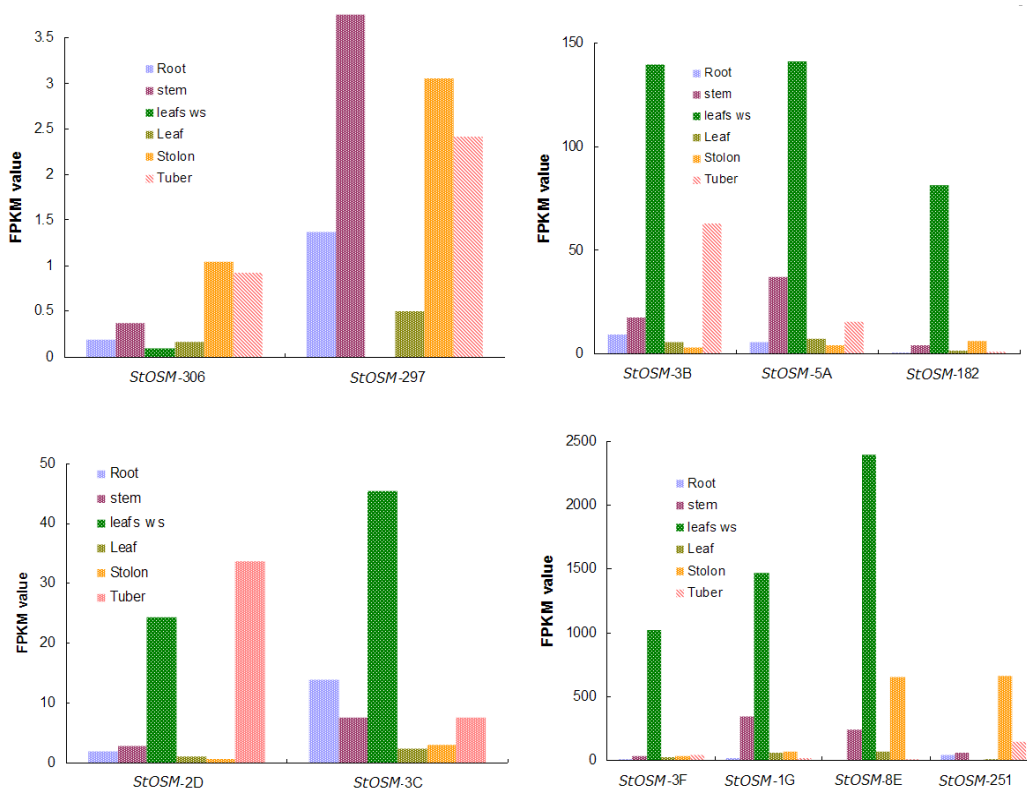 3.5
3
2.5
2
1.5
1
0.5
0
FPKM value
Root
stem
leafs ws
Leaf
Stolon
Tuber
StOSM-306
StOSM-297
150
100
50
0
FPKM value
Root
stem
leafs ws
Leaf
Stolon
Tuber
StOSM-3B
StOSM-5A
StOSM-182
50
40
30
20
10
0
FPKM value
Root
stem
leafs ws
Leaf
Stolon
Tuber
StOSM-2D
StOSM-3C
2500
2000
1500
1000
500
0
FPKM value
Root
stem
leafs ws
Leaf
Stolon
Tuber
StOSM-3F
StOSM-1G
StOSM-8E
StOSM-251